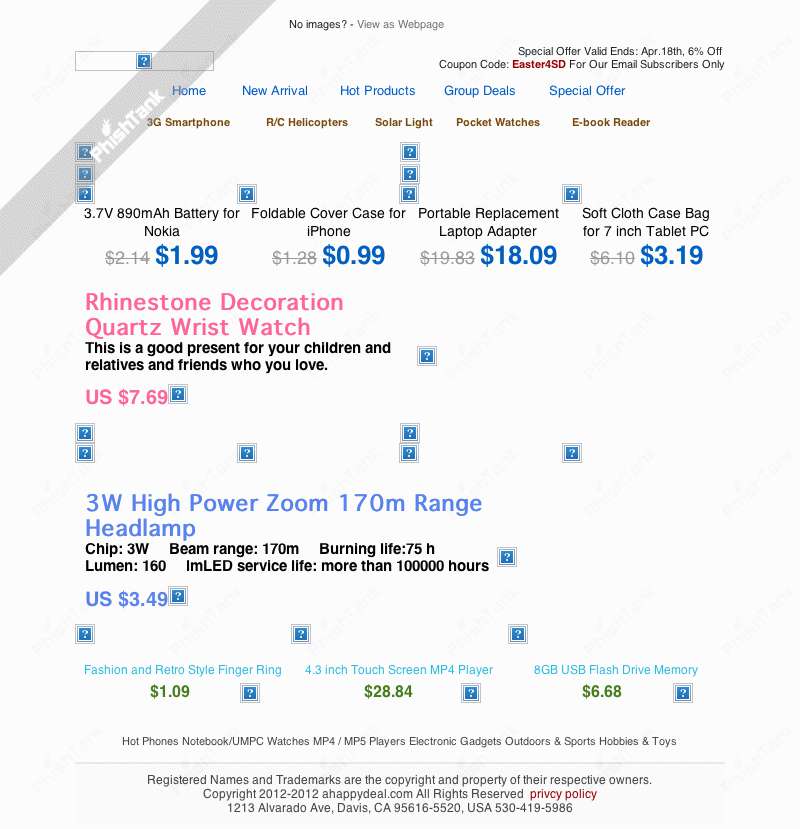 No images? - View as Webpage
Special Offer Valid Ends: Apr.18th, 6% Off
Coupon Code: Easter4SD For Our Email Subscribers Only
Home New Arrival Hot Products Group Deals Special Offer
3G Smartphone R/C Helicopters Solar Light Pocket Watches E-book Reader
PhishTank
3.7V 890mAh Battery for Nokia
$2.14 $1.99
Foldable Cover Case for iPhone
$1.28 $0.99
Portable Replacement Laptop Adapter
$19.83 $18.09
Soft Cloth Case Bag for 7 inch Tablet PC
$6.10 $3.19
Rhinestone Decoration
Quartz Wrist Watch
This is a good present for your children and
relatives and friends who you love.
US $7.69
3W High Power Zoom 170m Range
Headlamp
Chip: 3W Beam range: 170m Burning life:75 h
Lumen: 160 lmLED service life: more than 100000 hours
US $3.49
Fashion and Retro Style Finger Ring
$1.09
4.3 inch Touch Screen MP4 Player
$28.84
8GB USB Flash Drive Memory
$6.68
Hot Phones Notebook/UMPC Watches MP4 / MP5 Players Electronic Gadgets Outdoors & Sports Hobbies & Toys
Registered Names and Trademarks are the copyright and property of their respective owners.
Copyright 2012-2012 ahappydeal.com All Rights Reserved privcy policy
1213 Alvarado Ave, Davis, CA 95616-5520, USA 530-419-5986